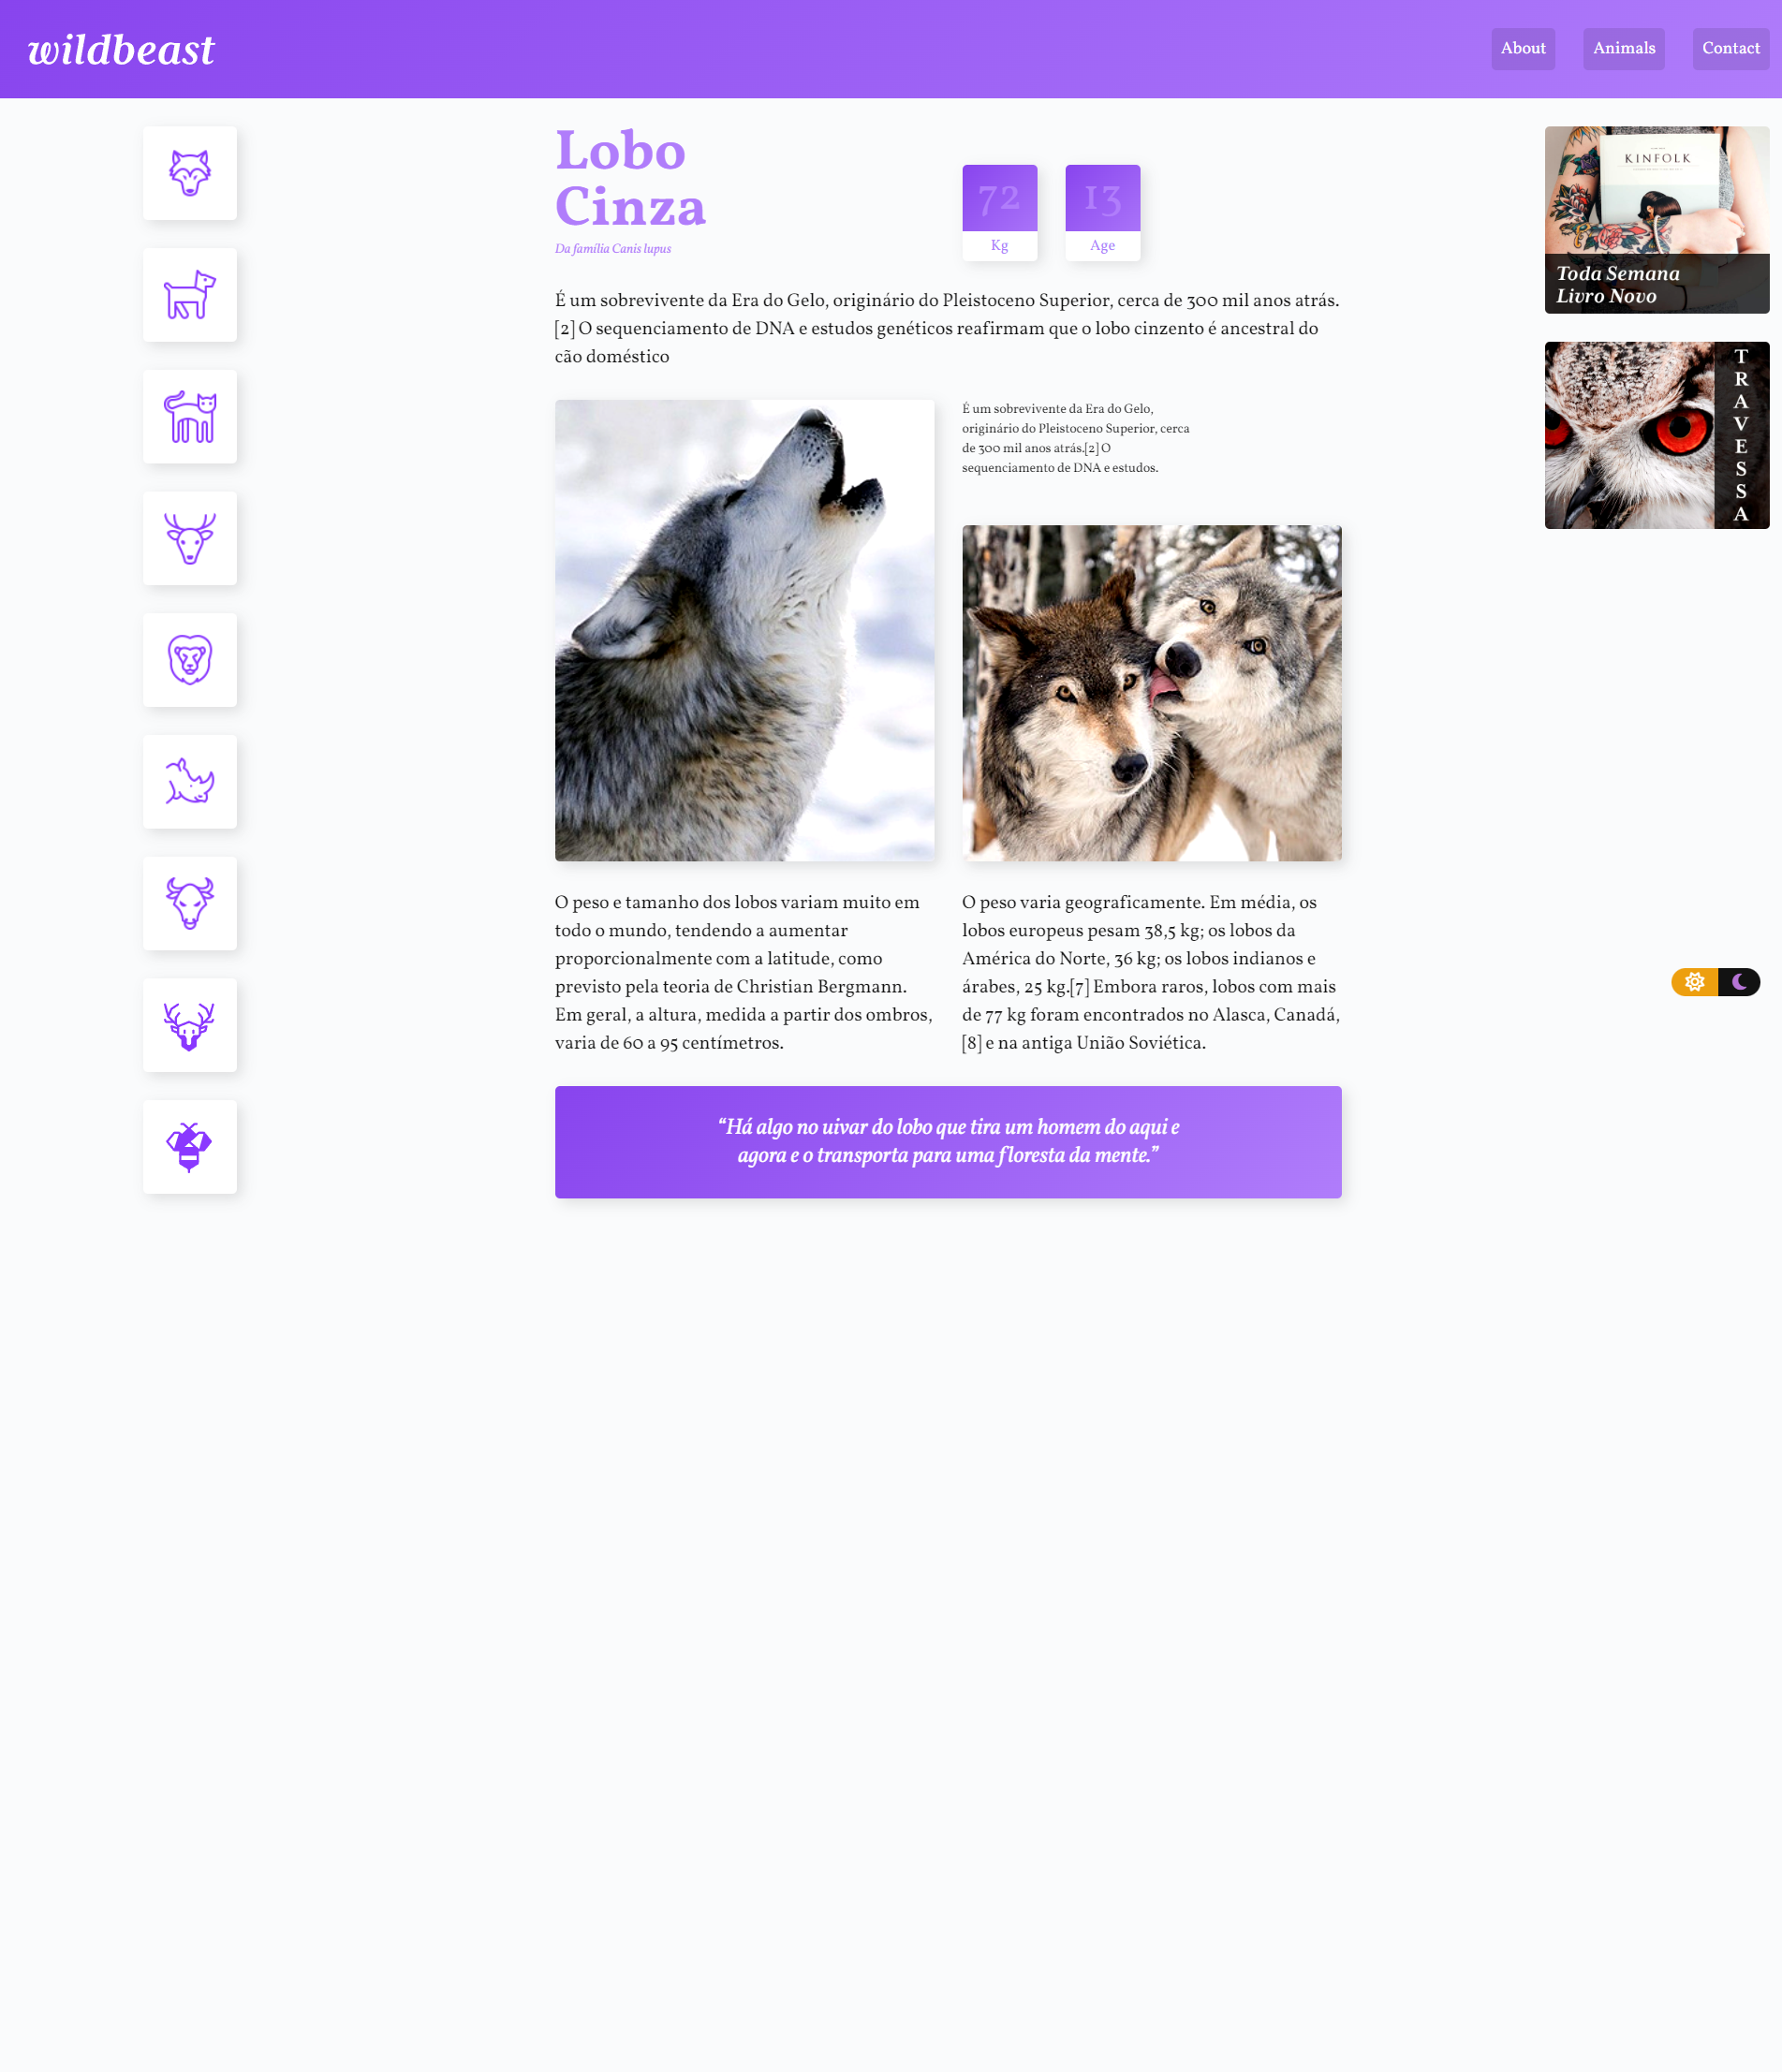 wildbeast
About
Animals
Contact
Lobo
Cinza
Da família Canis lupus
72
Kg
13
Age
É um sobrevivente da Era do Gelo, originário do Pleistoceno Superior, cerca de 300 mil anos atrás.
[2] O sequenciamento de DNA e estudos genéticos reafirmam que o lobo cinzento é ancestral do
cão doméstico
É um sobrevivente da Era do Gelo,
originário do Pleistoceno Superior, cerca
de 300 mil anos atrás.[2] O
sequenciamento de DNA e estudos.
O peso e tamanho dos lobos variam muito em
todo o mundo, tendendo a aumentar
proporcionalmente com a latitude, como
previsto pela teoria de Christian Bergmann.
Em geral, a altura, medida a partir dos ombros,
varia de 60 a 95 centímetros.
O peso varia geograficamente. Em média, os
lobos europeus pesam 38,5 kg; os lobos da
América do Norte, 36 kg; os lobos indianos e
árabes, 25 kg.[7] Embora raros, lobos com mais
de 77 kg foram encontrados no Alasca, Canadá,
[8] e na antiga União Soviética.
“Há algo no uivar do lobo que tira um homem do aqui e
agora e o transporta para uma floresta da mente.”
KINFOLK
Toda Semana
Livro Novo
TRAVESSA